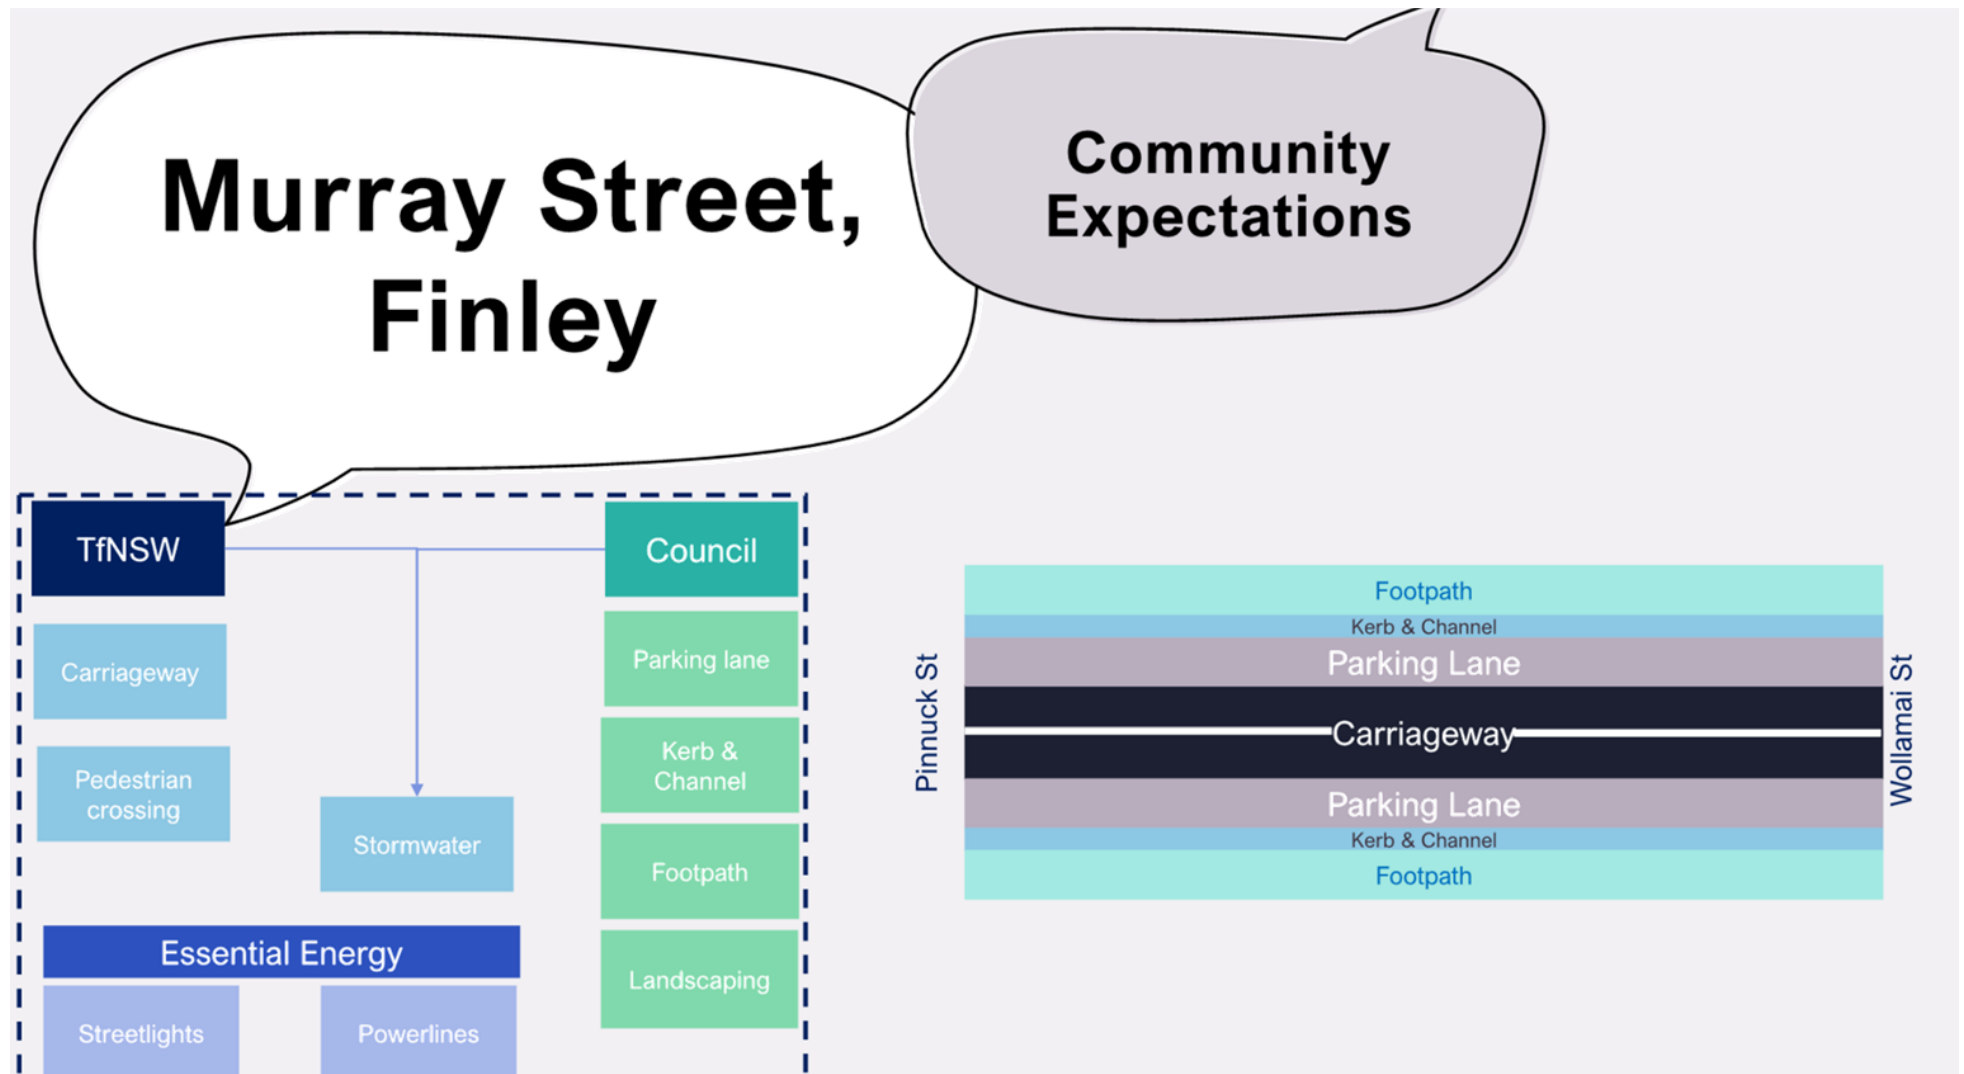 Murray Street,
Finley
Community
Expectations
TfNSW
Council
Carriageway
Pedestrian
crossing
Stormwater
Parking lane
Kerb &
Channel
Footpath
Landscaping
Essential Energy
Streetlights
Powerlines
Pinnuck St
Footpath
Kerb & Channel
Parking Lane
Carriageway
Parking Lane
Kerb & Channel
Footpath
Wollamai St